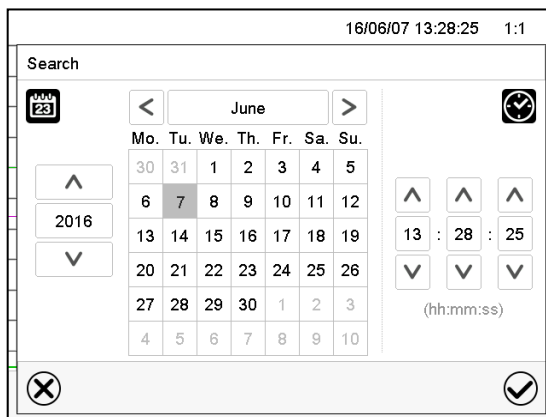 16/06/07 13:28:25 1:1
Search
23
< June >
Mo. Tu. We. Th. Fr. Sa. Su.
30 31 1 2 3 4 5
6 7 8 9 10 11 12
2016
13 14 15 16 17 18 19
13 : 28 : 25
20 21 22 23 24 25 26
27 28 29 30 1 2 3
(hh:mm:ss)
4 5 6 7 8 9 10